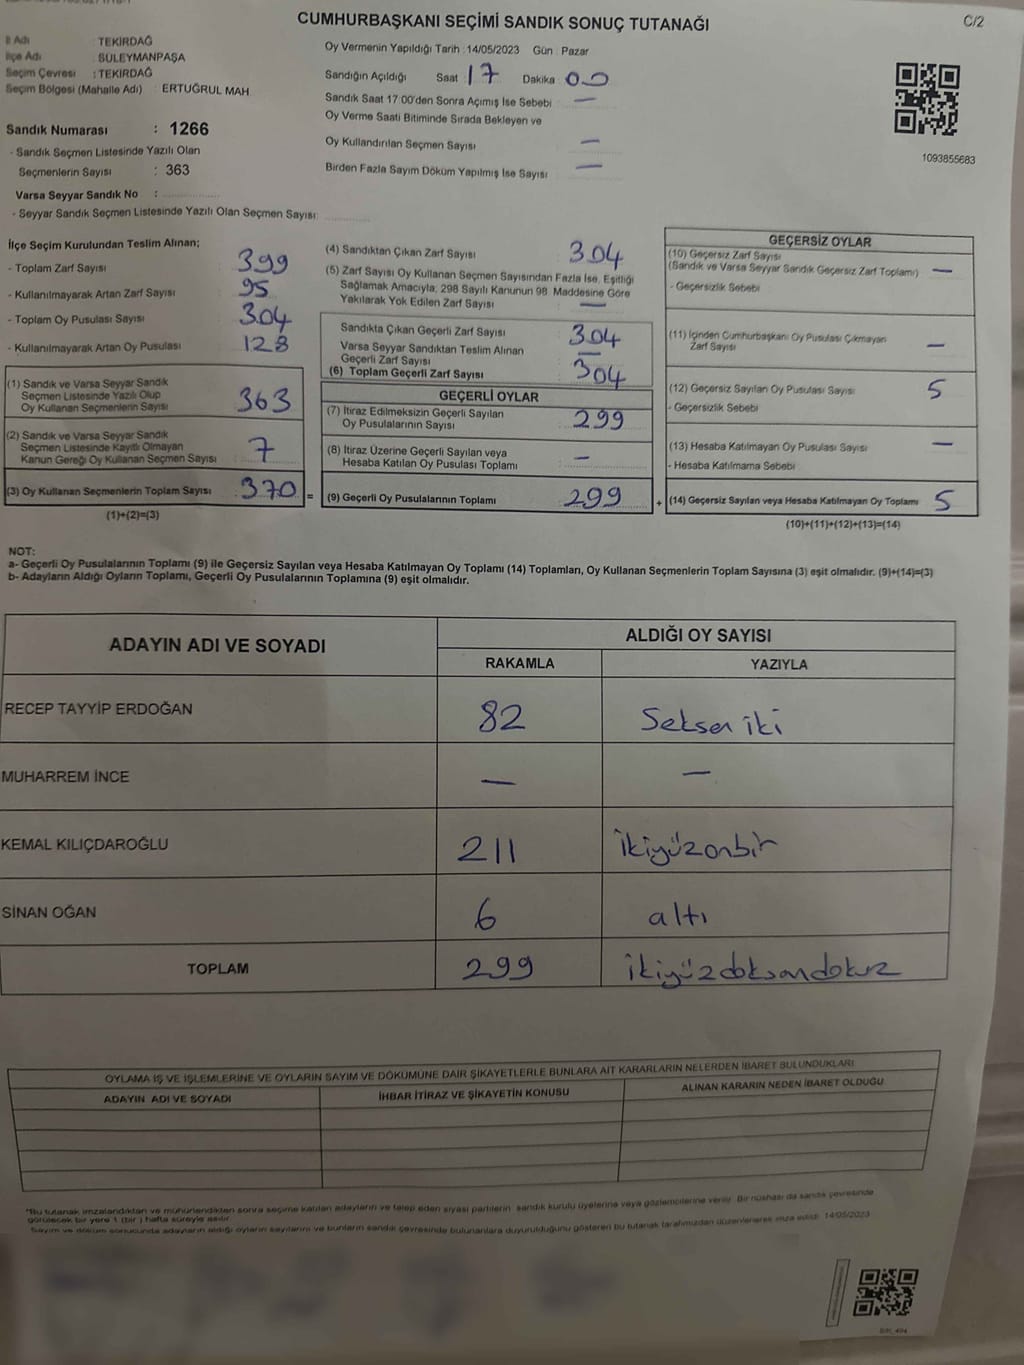 CUMHURBAŞKANI SEÇİMİ SANDIK SONUÇ TUTANAĞI
C/2
İl Adı : TEKİRDAĞ
İlçe Adı : SÜLEYMANPAŞA
Seçim Çevresi : TEKİRDAĞ
Seçim Bölgesi (Mahalle Adı) : ERTUĞRUL MAH
Sandık Numarası : 1266
- Sandık Seçmen Listesinde Yazılı Olan
Seçmenlerin Sayısı : 363
Varsa Seyyar Sandık No :
- Seyyar Sandık Seçmen Listesinde Yazılı Olan Seçmen Sayısı:
Oy Vermenin Yapıldığı Tarih : 14/05/2023 Gün : Pazar
Sandığın Açıldığı Saat 17 Dakika 00
Sandık Saat 17:00'den Sonra Açımış İse Sebebi —
Oy Verme Saati Bitiminde Sırada Bekleyen ve
Oy Kullandırılan Seçmen Sayısı —
Birden Fazla Sayım Döküm Yapılmış İse Sayısı —
1093855683
İlçe Seçim Kurulundan Teslim Alınan;
- Toplam Zarf Sayısı 399
- Kullanılmayarak Artan Zarf Sayısı 95
- Toplam Oy Pusulası Sayısı 304
- Kullanılmayarak Artan Oy Pusulası 128
(1) Sandık ve Varsa Seyyar Sandık
Seçmen Listesinde Yazılı Olup
Oy Kullanan Seçmenlerin Sayısı 363
(2) Sandık ve Varsa Seyyar Sandık
Seçmen Listesinde Kayıtlı Olmayan
Kanun Gereği Oy Kullanan Seçmen Sayısı 7
(3) Oy Kullanan Seçmenlerin Toplam Sayısı : 370 =
(1)+(2)=(3)
(4) Sandıktan Çıkan Zarf Sayısı 304
(5) Zarf Sayısı Oy Kullanan Seçmen Sayısından Fazla İse, Eşitliği
Sağlamak Amacıyla; 298 Sayılı Kanunun 98. Maddesine Göre
Yakılarak Yok Edilen Zarf Sayısı —
Sandıkta Çıkan Geçerli Zarf Sayısı 304
Varsa Seyyar Sandıktan Teslim Alınan
Geçerli Zarf Sayısı —
(6) Toplam Geçerli Zarf Sayısı 304
GEÇERLİ OYLAR
(7) İtiraz Edilmeksizin Geçerli Sayılan
Oy Pusulalarının Sayısı 299
(8) İtiraz Üzerine Geçerli Sayılan veya
Hesaba Katılan Oy Pusulası Toplamı —
(9) Geçerli Oy Pusulalarının Toplamı 299 +
GEÇERSİZ OYLAR
(10) Geçersiz Zarf Sayısı
(Sandık ve Varsa Seyyar Sandık Geçersiz Zarf Toplamı) —
- Geçersizlik Sebebi
(11) İçinden Cumhurbaşkanı Oy Pusulası Çıkmayan
Zarf Sayısı —
(12) Geçersiz Sayılan Oy Pusulası Sayısı 5
- Geçersizlik Sebebi
(13) Hesaba Katılmayan Oy Pusulası Sayısı —
- Hesaba Katılmama Sebebi
(14) Geçersiz Sayılan veya Hesaba Katılmayan Oy Toplamı 5
(10)+(11)+(12)+(13)=(14)
NOT:
a- Geçerli Oy Pusulalarının Toplamı (9) ile Geçersiz Sayılan veya Hesaba Katılmayan Oy Toplamı (14) Toplamları, Oy Kullanan Seçmenlerin Toplam Sayısına (3) eşit olmalıdır. (9)+(14)=(3)
b- Adayların Aldığı Oyların Toplamı, Geçerli Oy Pusulalarının Toplamına (9) eşit olmalıdır.
ADAYIN ADI VE SOYADI
ALDIĞI OY SAYISI
RAKAMLA YAZIYLA
RECEP TAYYİP ERDOĞAN 82 Seksen iki
MUHARREM İNCE — —
KEMAL KILIÇDAROĞLU 211 ikiyüzonbir
SİNAN OĞAN 6 altı
TOPLAM 299 ikiyüzdoksandokuz
OYLAMA İŞ VE İŞLEMLERİNE VE OYLARIN SAYIM VE DÖKÜMÜNE DAİR ŞİKAYETLERLE BUNLARA AİT KARARLARIN NELERDEN İBARET BULUNDUKLARI
ADAYIN ADI VE SOYADI İHBAR İTİRAZ VE ŞİKAYETİN KONUSU ALINAN KARARIN NEDEN İBARET OLDUĞU
*Bu tutanak imzalandıktan ve mühürlendikten sonra seçime katılan adayların ve talep eden siyasi partilerin sandık kurulu üyelerine veya gözlemcilerine verilir. Bir nüshası da sandık çevresinde
görülecek bir yere 1 (bir) hafta süreyle asılır.
Sayım ve döküm sonucunda adayların aldığı oyların sayılarını ve bunların sandık çevresinde bulunanlara duyurulduğunu gösteren bu tutanak tarafımızdan düzenlenerek imza edildi. 14/05/2023